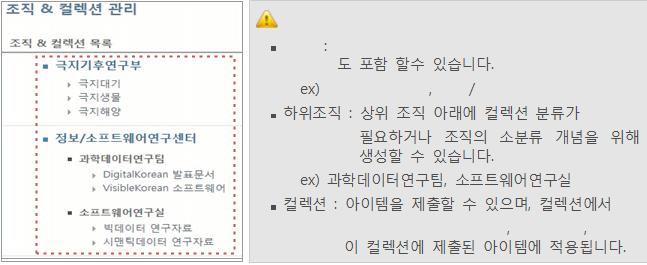 조직 & 컬렉션 관리
조직 & 컬렉션 목록
극지기후연구부
극지대기
극지생물
극지해양
정보/소프트웨어연구센터
과학데이터연구팀
DigitalKorean 발표문서
VisibleKorean 소프트웨어
소프트웨어연구실
빅데이터 연구자료
시맨틱데이터 연구자료
:
도 포함 할수 있습니다.
ex) , /
하위조직 : 상위 조직 아래에 컬렉션 분류가
필요하거나 조직의 소분류 개념을 위해
생성할 수 있습니다.
ex) 과학데이터연구팀, 소프트웨어연구실
컬렉션 : 아이템을 제출할 수 있으며, 컬렉션에서
, ,
이 컬렉션에 제출된 아이템에 적용됩니다.